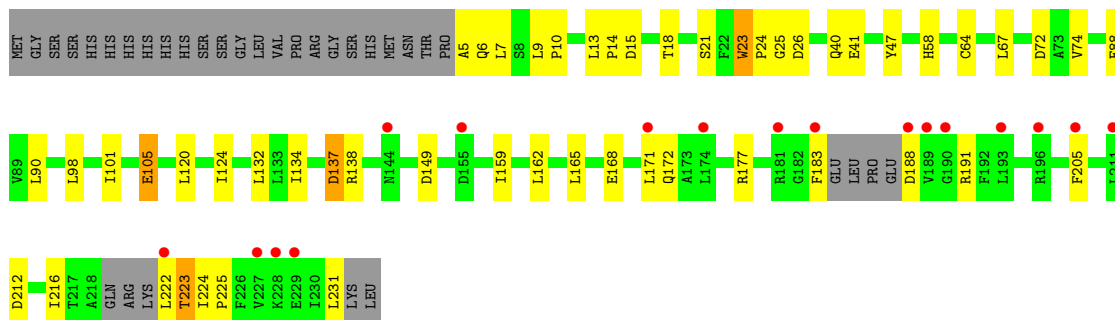 MET GLY SER SER HIS HIS HIS HIS HIS HIS SER SER GLY LEU VAL PRO ARG GLY SER HIS MET ASN THR PRO A5 Q6 L7 S8 L9 P10 L13 P14 D15 T18 S21 F22 W23 P24 G25 D26 Q40 E41 Y47 H58 C64 L67 D72 A73 V74
V89 L90 L98 I101 E105 L120 I124 L132 L133 I134 D137 R138 N144 D149 D155 I159 L162 L165 E168 L171 Q172 A173 L174 R177 R181 G182 F183 GLU LEU PRO GLU D188 V189 G190 R191 F192 L193 R196 F205 L211
D212 I216 T217 A218 GLN ARG LYS L222 T223 I224 P225 F226 V227 K228 E229 I230 L231 LYS LEU